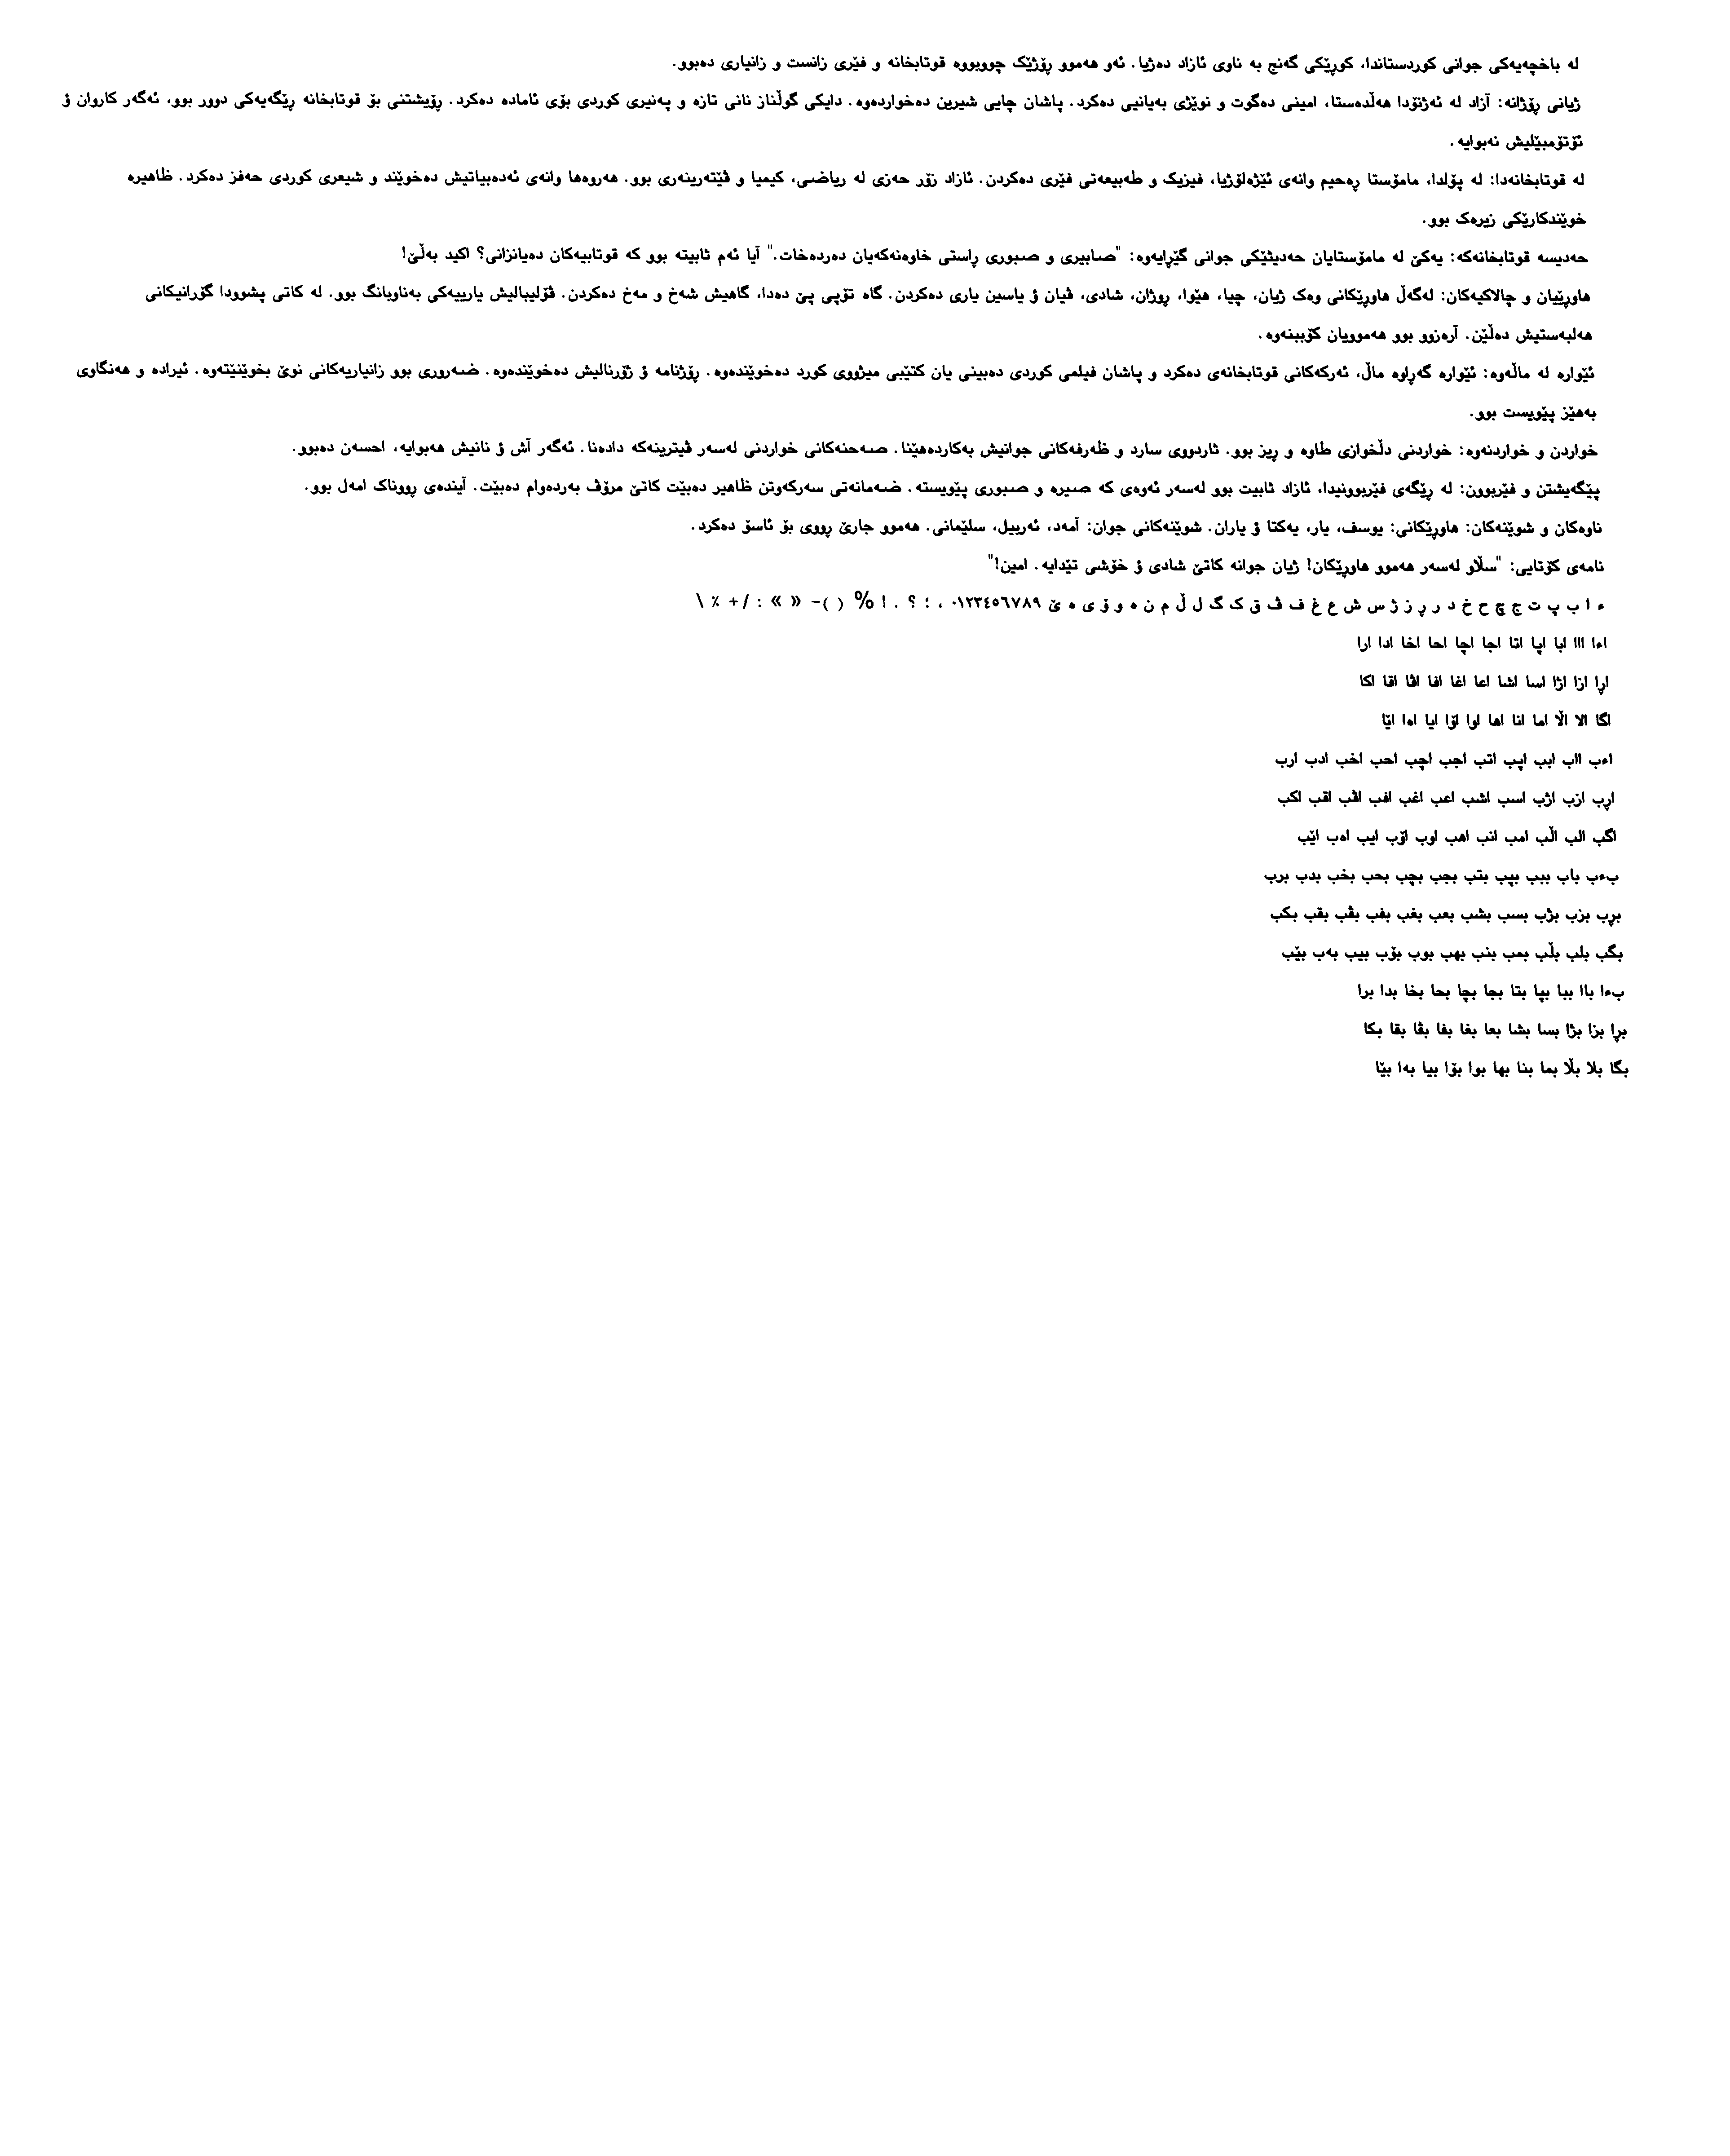 لە باخچەیەکی جوانی کوردستاندا، کوڕێکی گەنج بە ناوی ئازاد دەژیا. ئەو هەموو ڕۆژێک چووبووە قوتابخانە و فێری زانست و زانیاری دەبوو.
ژیانی ڕۆژانە: آزاد لە ئەژنۆدا هەڵدەستا، امینی دەگوت و نوێژی بەیانیی دەکرد. پاشان چایی شیرین دەخواردەوە. دایکی گوڵناز نانی تازە و پەنیری کوردی بۆی ئامادە دەکرد. ڕۆیشتنی بۆ قوتابخانە ڕێگەیەکی دوور بوو، ئەگەر کاروان ؤ
ئۆتۆمبێلیش نەبوایە.
لە قوتابخانەدا: لە پۆلدا، مامۆستا ڕەحیم وانەی ئێژەلۆژیا، فیزیک و طەبیعەتی فێری دەکردن. ئازاد زۆر حەزی لە ریاضی، کیمیا و ڤێتەرینەری بوو. هەروەها وانەی ئەدەبیاتیش دەخوێند و شیعری کوردی حەفز دەکرد. ظاهیرە
خوێندکارێکی زیرەک بوو.
حەدیسە قوتابخانەکە: یەکێ لە مامۆستایان حەدیثێکی جوانی گێڕایەوە: "صابیری و صبوری ڕاستی خاوەنەکەیان دەردەخات." آیا ئەم ثابیتە بوو کە قوتابیەکان دەیانزانی؟ اکید بەڵێ!
هاوڕێیان و چالاکیەکان: لەگەڵ هاوڕێکانی وەک ژیان، چیا، هێوا، ڕوژان، شادی، ڤیان ؤ یاسین یاری دەکردن. گاە تۆپی پێ دەدا، گاهیش شەخ و مەخ دەکردن. ڤۆلیبالیش یارییەکی بەناوبانگ بوو. لە کاتی پشوودا گۆرانیکانی
هەلبەستیش دەڵێن. آرەزوو بوو هەموویان کۆببنەوە.
ئێوارە لە ماڵەوە: ئێوارە گەڕاوە ماڵ، ئەرکەکانی قوتابخانەی دەکرد و پاشان فیلمی کوردی دەبینی یان کتێبی میژووی کورد دەخوێندەوە. ڕۆژنامە ؤ ژۆرنالیش دەخوێندەوە. ضەروری بوو زانیاریەکانی نوێ بخوێنێتەوە. ئیرادە و هەنگاوی
بەهێز پێویست بوو.
خواردن و خواردنەوە: خواردنی دڵخوازی طاوە و ڕیز بوو. ئاردووی سارد و ظەرفەکانی جوانیش بەکاردەهێنا. صەحنەکانی خواردنی لەسەر ڤیترینەکە دادەنا. ئەگەر آش ؤ نانیش هەبوایە، احسەن دەبوو.
پێگەیشتن و فێربوون: لە ڕێگەی فێربوونیدا، ئازاد ثابیت بوو لەسەر ئەوەی کە صبرە و صبوری پێویستە. ضەمانەتی سەرکەوتن ظاهیر دەبێت کاتێ مرۆڤ بەردەوام دەبێت. آیندەی ڕووناک امەل بوو.
ناوەکان و شوێنەکان: هاوڕێکانی: یوسف، یار، یەکتا ؤ یاران. شوێنەکانی جوان: آمەد، ئەربیل، سلێمانی. هەموو جارێ ڕووی بۆ ئاسۆ دەکرد.
نامەی کۆتایی: "سڵاو لەسەر هەموو هاوڕێکان! ژیان جوانە کاتێ شادی ؤ خۆشی تێدایە. امین!"
ء ا ب پ ت ج چ ح خ د ر ڕ ز ژ س ش ع غ ف ڤ ق ک گ ل ڵ م ن ه و ۆ ی ە ێ ٠١٢٣٤٥٦٧٨٩ ، ؛ ؟ . ! % ( )- « » : /+ ٪ \
اءا ااا ابا اپا اتا اجا اچا احا اخا ادا ارا
اڕا ازا اژا اسا اشا اعا اغا افا اڤا اقا اکا
اگا الا اڵا اما انا اها اوا اۆا ایا اەا اێا
اءب ااب ابب اپب اتب اجب اچب احب اخب ادب ارب
اڕب ازب اژب اسب اشب اعب اغب افب اڤب اقب اکب
اگب الب اڵب امب انب اهب اوب اۆب ایب اەب اێب
بءب باب ببب بپب بتب بجب بچب بحب بخب بدب برب
بڕب بزب بژب بسب بشب بعب بغب بفب بڤب بقب بکب
بگب بلب بڵب بمب بنب بهب بوب بۆب بیب بەب بێب
بءا باا ببا بپا بتا بجا بچا بحا بخا بدا برا
بڕا بزا بژا بسا بشا بعا بغا بفا بڤا بقا بکا
بگا بلا بڵا بما بنا بها بوا بۆا بیا بەا بێا